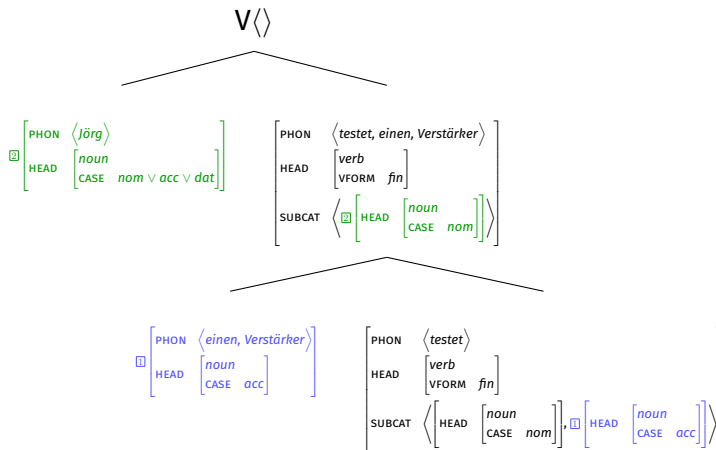 V⟨⟩
2 [PHON ⟨Jörg⟩
HEAD [noun
CASE nom ∨ acc ∨ dat]]
[PHON ⟨testet, einen, Verstärker⟩
HEAD [verb
VFORM fin]
SUBCAT ⟨2 [HEAD [noun
CASE nom]]⟩]
1 [PHON ⟨einen, Verstärker⟩
HEAD [noun
CASE acc]]
[PHON ⟨testet⟩
HEAD [verb
VFORM fin]
SUBCAT ⟨[HEAD [noun
CASE nom]], 1 [HEAD [noun
CASE acc]]⟩